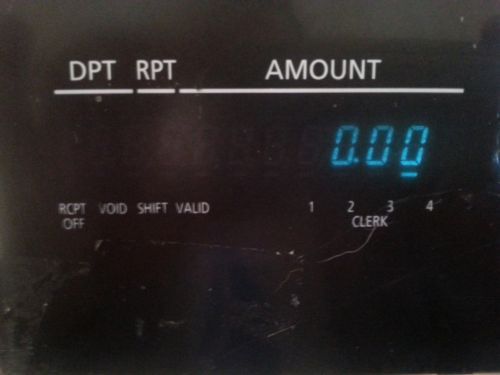 DPT RPT AMOUNT
0.00
RCPT OFF VOID SHIFT VALID 1 2 3 4
CLERK